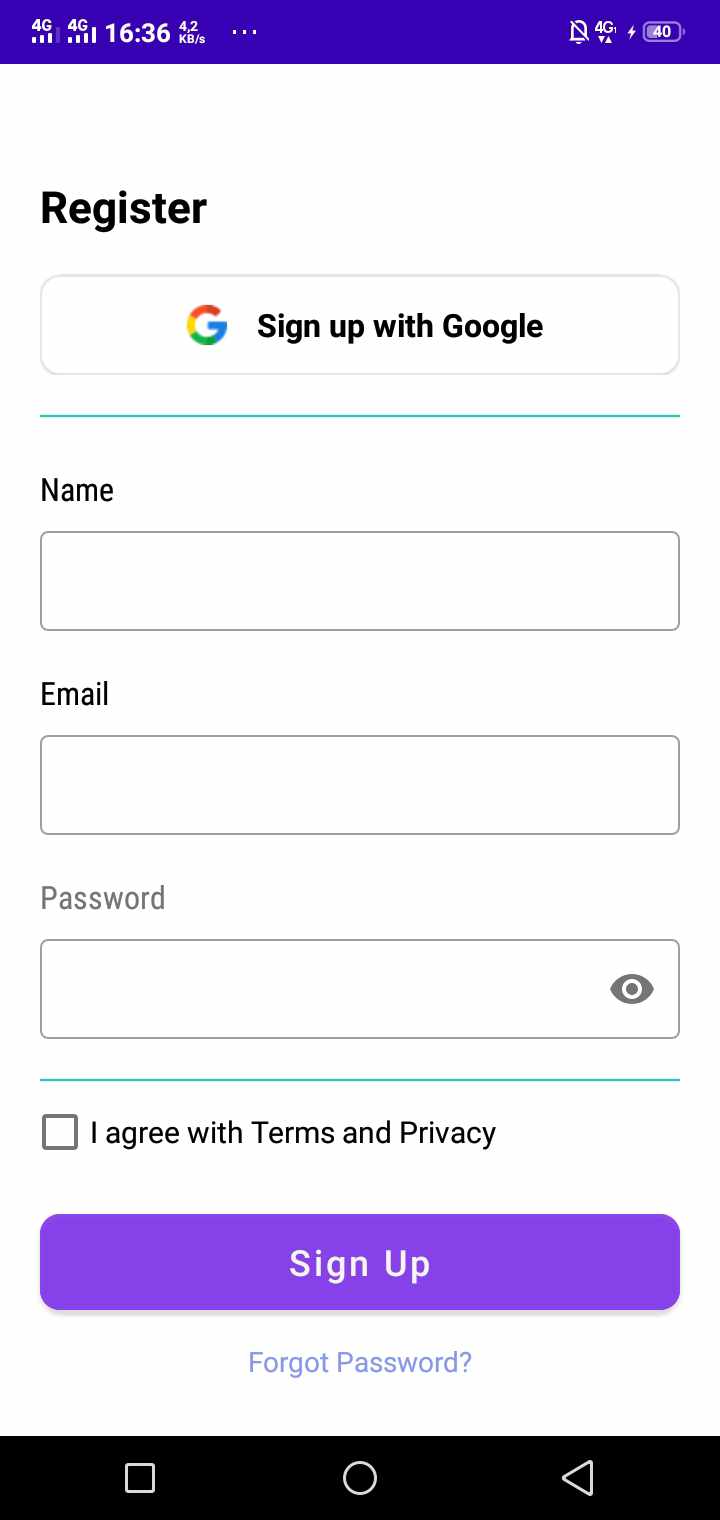 4G 4G 16:36 4,2 KB/s ... 4G 40
Register
Sign up with Google
Name
Email
Password
I agree with Terms and Privacy
Sign Up
Forgot Password?